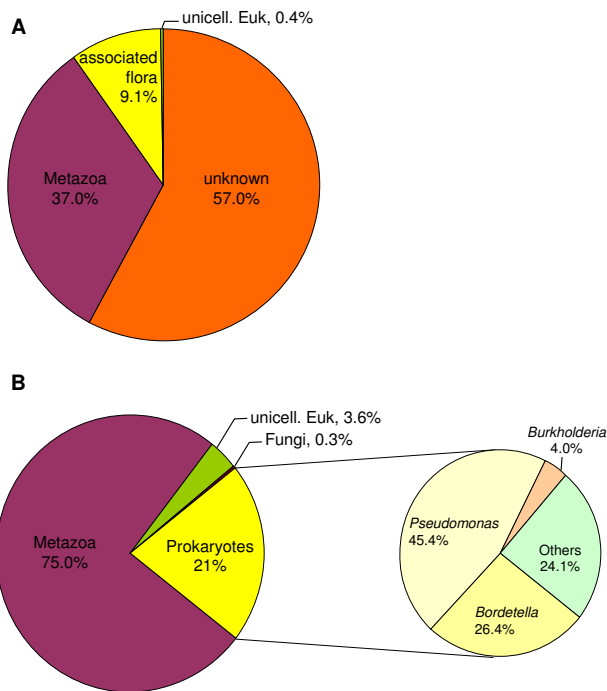 A
unicell. Euk, 0.4%
associated
flora
9.1%
Metazoa
37.0%
unknown
57.0%
B
unicell. Euk, 3.6%
Fungi, 0.3%
Metazoa
75.0%
Prokaryotes
21%
Burkholderia
4.0%
Pseudomonas
45.4%
Others
24.1%
Bordetella
26.4%